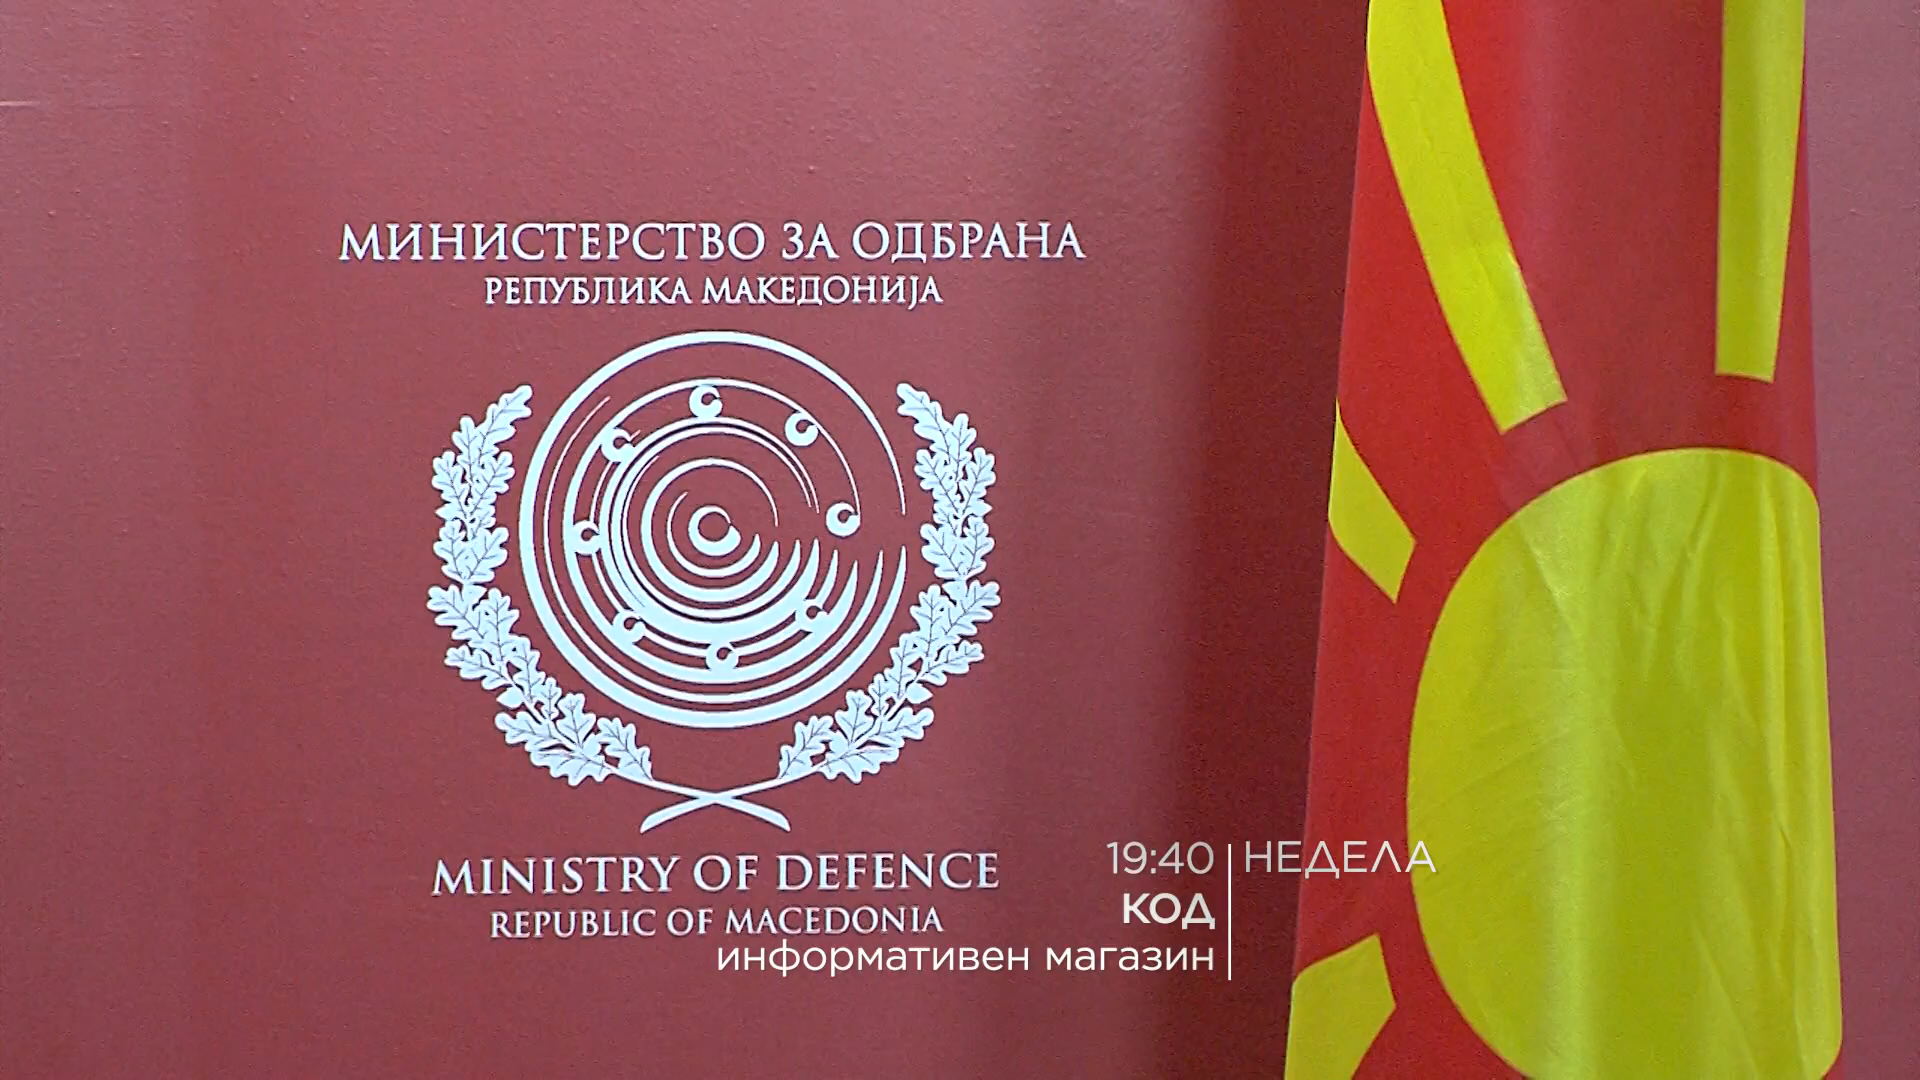 МИНИСТЕРСТВО ЗА ОДБРАНА
РЕПУБЛИКА МАКЕДОНИЈА
MINISTRY OF DEFENCE
REPUBLIC OF MACEDONIA
19:40 НЕДЕЛА
КОД
информативен магазин